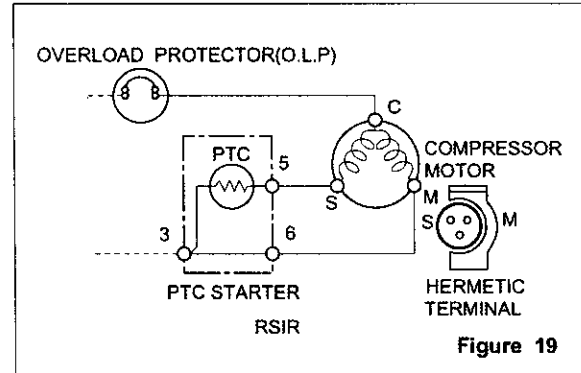 OVERLOAD PROTECTOR(O.L.P)
C
PTC
5
COMPRESSOR
MOTOR
S
M
S
M
3
6
PTC STARTER
HERMETIC
TERMINAL
RSIR
Figure 19